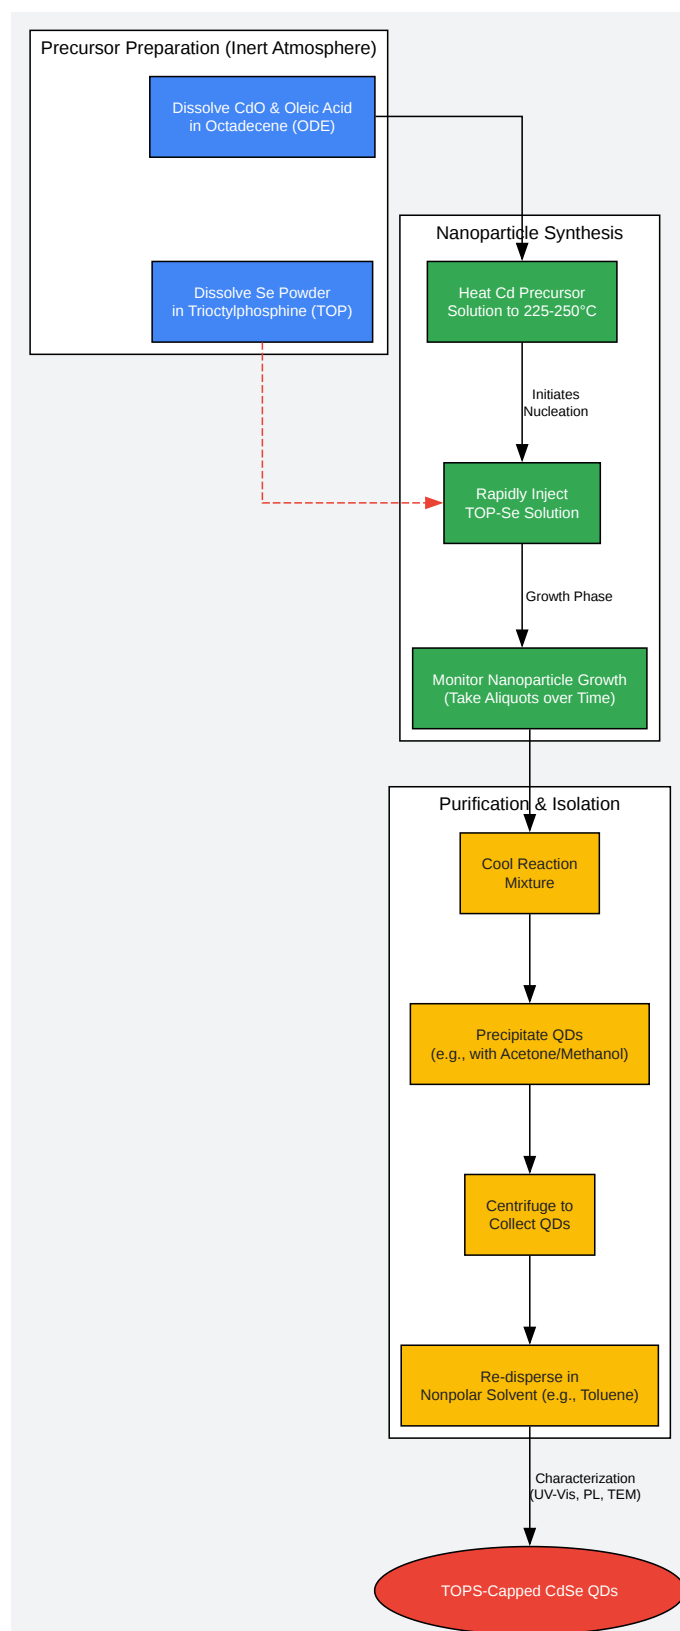 Precursor Preparation (Inert Atmosphere)
Dissolve CdO & Oleic Acid
in Octadecene (ODE)
Dissolve Se Powder
in Trioctylphosphine (TOP)
Nanoparticle Synthesis
Heat Cd Precursor
Solution to 225-250°C
Initiates
Nucleation
Rapidly Inject
TOP-Se Solution
Growth Phase
Monitor Nanoparticle Growth
(Take Aliquots over Time)
Purification & Isolation
Cool Reaction
Mixture
Precipitate QDs
(e.g., with Acetone/Methanol)
Centrifuge to
Collect QDs
Re-disperse in
Nonpolar Solvent (e.g., Toluene)
Characterization
(UV-Vis, PL, TEM)
TOPS-Capped CdSe QDs